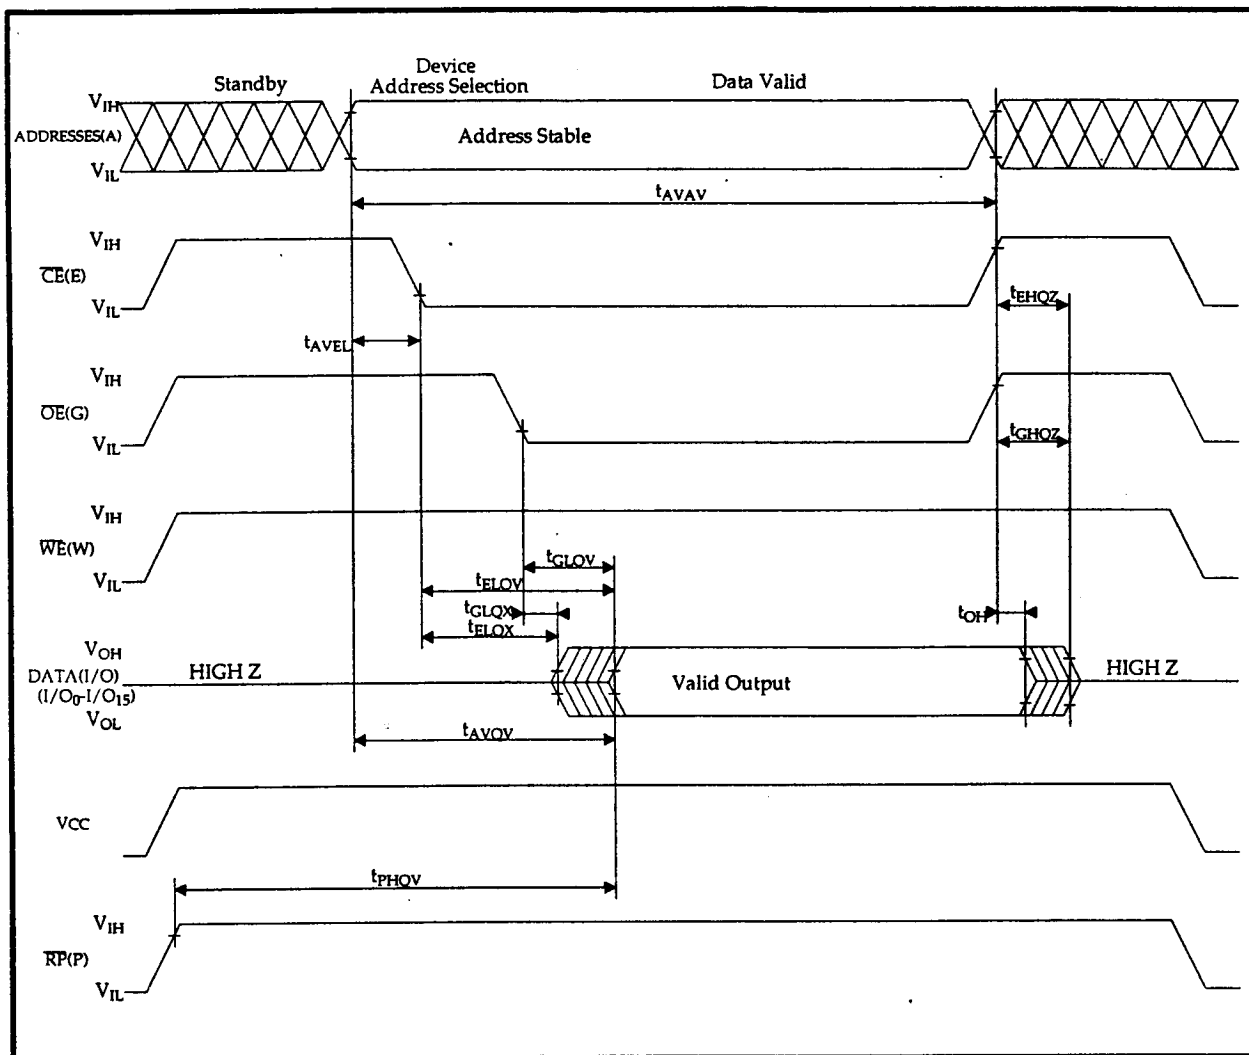 Standby
Device
Address Selection
Data Valid
VIH
ADDRESSES(A)
VIL
Address Stable
tAVAV
VIH
CE(E)
VIL
tEHQZ
tAVEL
VIH
OE(G)
VIL
tGHQZ
VIH
WE(W)
VIL
tGLQV
tELQV
tGLQX
tELQX
tOH
VOH
DATA(I/O)
(I/O0-I/O15)
VOL
HIGH Z
Valid Output
HIGH Z
tAVQV
VCC
tPHQV
VIH
RP(P)
VIL